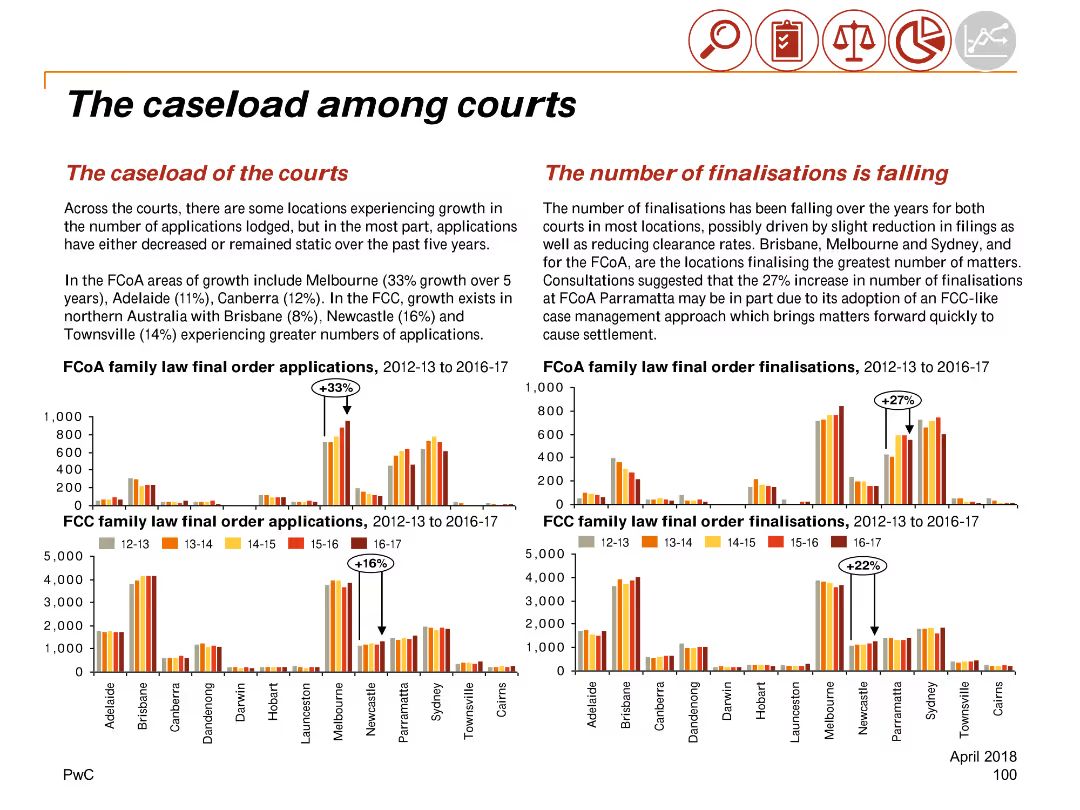 The caseload among courts
The caseload of the courts
Across the courts, there are some locations experiencing growth in
the number of applications lodged, but in the most part, applications
have either decreased or remained static over the past five years.
In the FCoA areas of growth include Melbourne (33% growth over 5
years), Adelaide (11%), Canberra (12%). In the FCC, growth exists in
northern Australia with Brisbane (8%), Newcastle (16%) and
Townsville (14%) experiencing greater numbers of applications.
The number of finalisations is falling
The number of finalisations has been falling over the years for both
courts in most locations, possibly driven by slight reduction in filings as
well as reducing clearance rates. Brisbane, Melbourne and Sydney, and
for the FCoA, are the locations finalising the greatest number of matters.
Consultations suggested that the 27% increase in number of finalisations
at FCoA Parramatta may be in part due to its adoption of an FCC-like
case management approach which brings matters forward quickly to
cause settlement.
FCoA family law final order applications, 2012-13 to 2016-17
+33%
1,000
800
600
400
200
0
FCoA family law final order finalisations, 2012-13 to 2016-17
+27%
1,000
800
600
400
200
0
FCC family law final order applications, 2012-13 to 2016-17
12-13 13-14 14-15 15-16 16-17
+16%
5,000
4,000
3,000
2,000
1,000
0
Adelaide
Brisbane
Canberra
Dandenong
Darwin
Hobart
Launceston
Melbourne
Newcastle
Parramatta
Sydney
Townsville
Cairns
FCC family law final order finalisations, 2012-13 to 2016-17
12-13 13-14 14-15 15-16 16-17
+22%
5,000
4,000
3,000
2,000
1,000
0
Adelaide
Brisbane
Canberra
Dandenong
Darwin
Hobart
Launceston
Melbourne
Newcastle
Parramatta
Sydney
Townsville
Cairns
PwC
April 2018
100